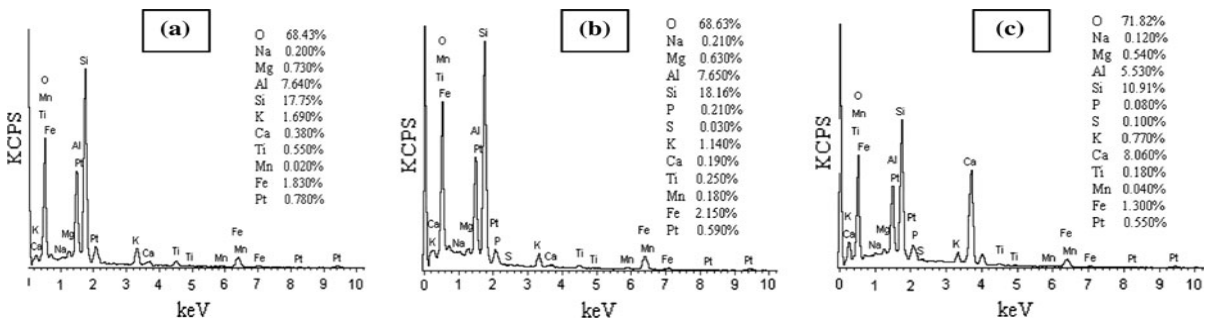 (a)
O 68.43%
Na 0.200%
Mg 0.730%
Al 7.640%
Si 17.75%
K 1.690%
Ca 0.380%
Ti 0.550%
Mn 0.020%
Fe 1.830%
Pt 0.780%
KCPS
O
Mn
Ti
Fe
K
Ca
Na
Mg
Al
Pt
Si
Pt
K
Ca
Ti
Ti
Mn
Fe
Mn
Fe
Pt
Pt
0 1 2 3 4 5 6 7 8 9 10
keV
(b)
O 68.63%
Na 0.210%
Mg 0.630%
Al 7.650%
Si 18.16%
P 0.210%
S 0.030%
K 1.140%
Ca 0.190%
Ti 0.250%
Mn 0.180%
Fe 2.150%
Pt 0.590%
KCPS
O
Mn
Ti
Fe
Ca
K
Na
Mg
Al
Pt
Si
Pt
P
S
K
Ca
Ti
Ti
Mn
Fe
Mn
Fe
Pt
Pt
0 1 2 3 4 5 6 7 8 9 10
keV
(c)
O 71.82%
Na 0.120%
Mg 0.540%
Al 5.530%
Si 10.91%
P 0.080%
S 0.100%
K 0.770%
Ca 8.060%
Ti 0.180%
Mn 0.040%
Fe 1.300%
Pt 0.550%
KCPS
O
Mn
Ti
Fe
K
Ca
Na
Mg
Al
Pt
Si
Pt
P
S
K
Ca
Ti
Ti
Mn
Fe
Mn
Fe
Pt
Pt
0 1 2 3 4 5 6 7 8 9 10
keV